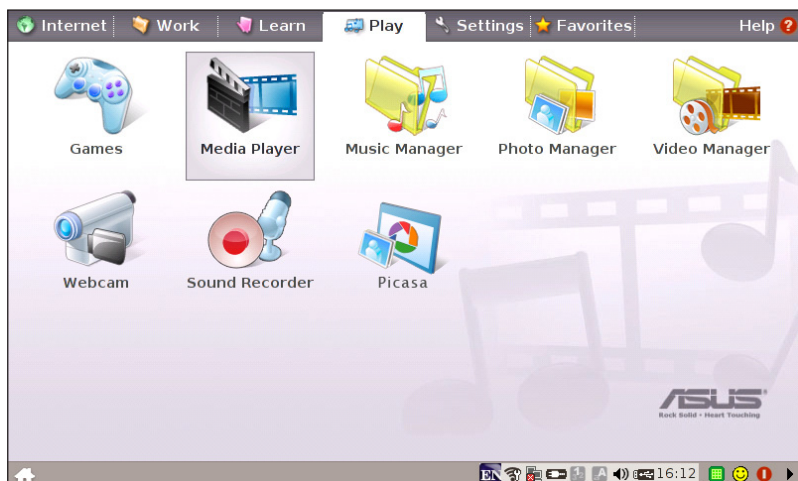 Internet Work Learn Play Settings Favorites Help ?
Games Media Player Music Manager Photo Manager Video Manager
Webcam Sound Recorder Picasa
ASUS
Rock Solid • Heart Touching
EN 1 A 16:12